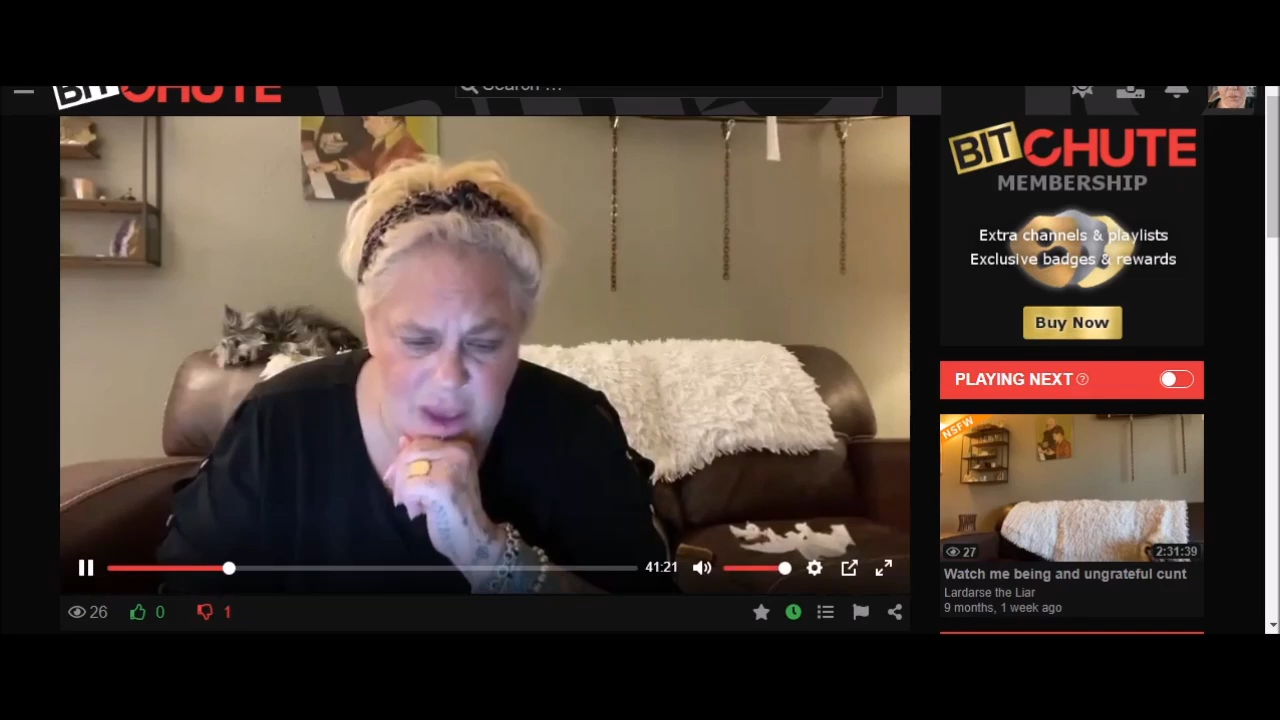 BITCHUTE
Search ...
BITCHUTE
MEMBERSHIP
Extra channels & playlists
Exclusive badges & rewards
Buy Now
PLAYING NEXT
NSFW
27
2:31:39
Watch me being and ungrateful cunt
Lardarse the Liar
9 months, 1 week ago
41:21
26
0
1